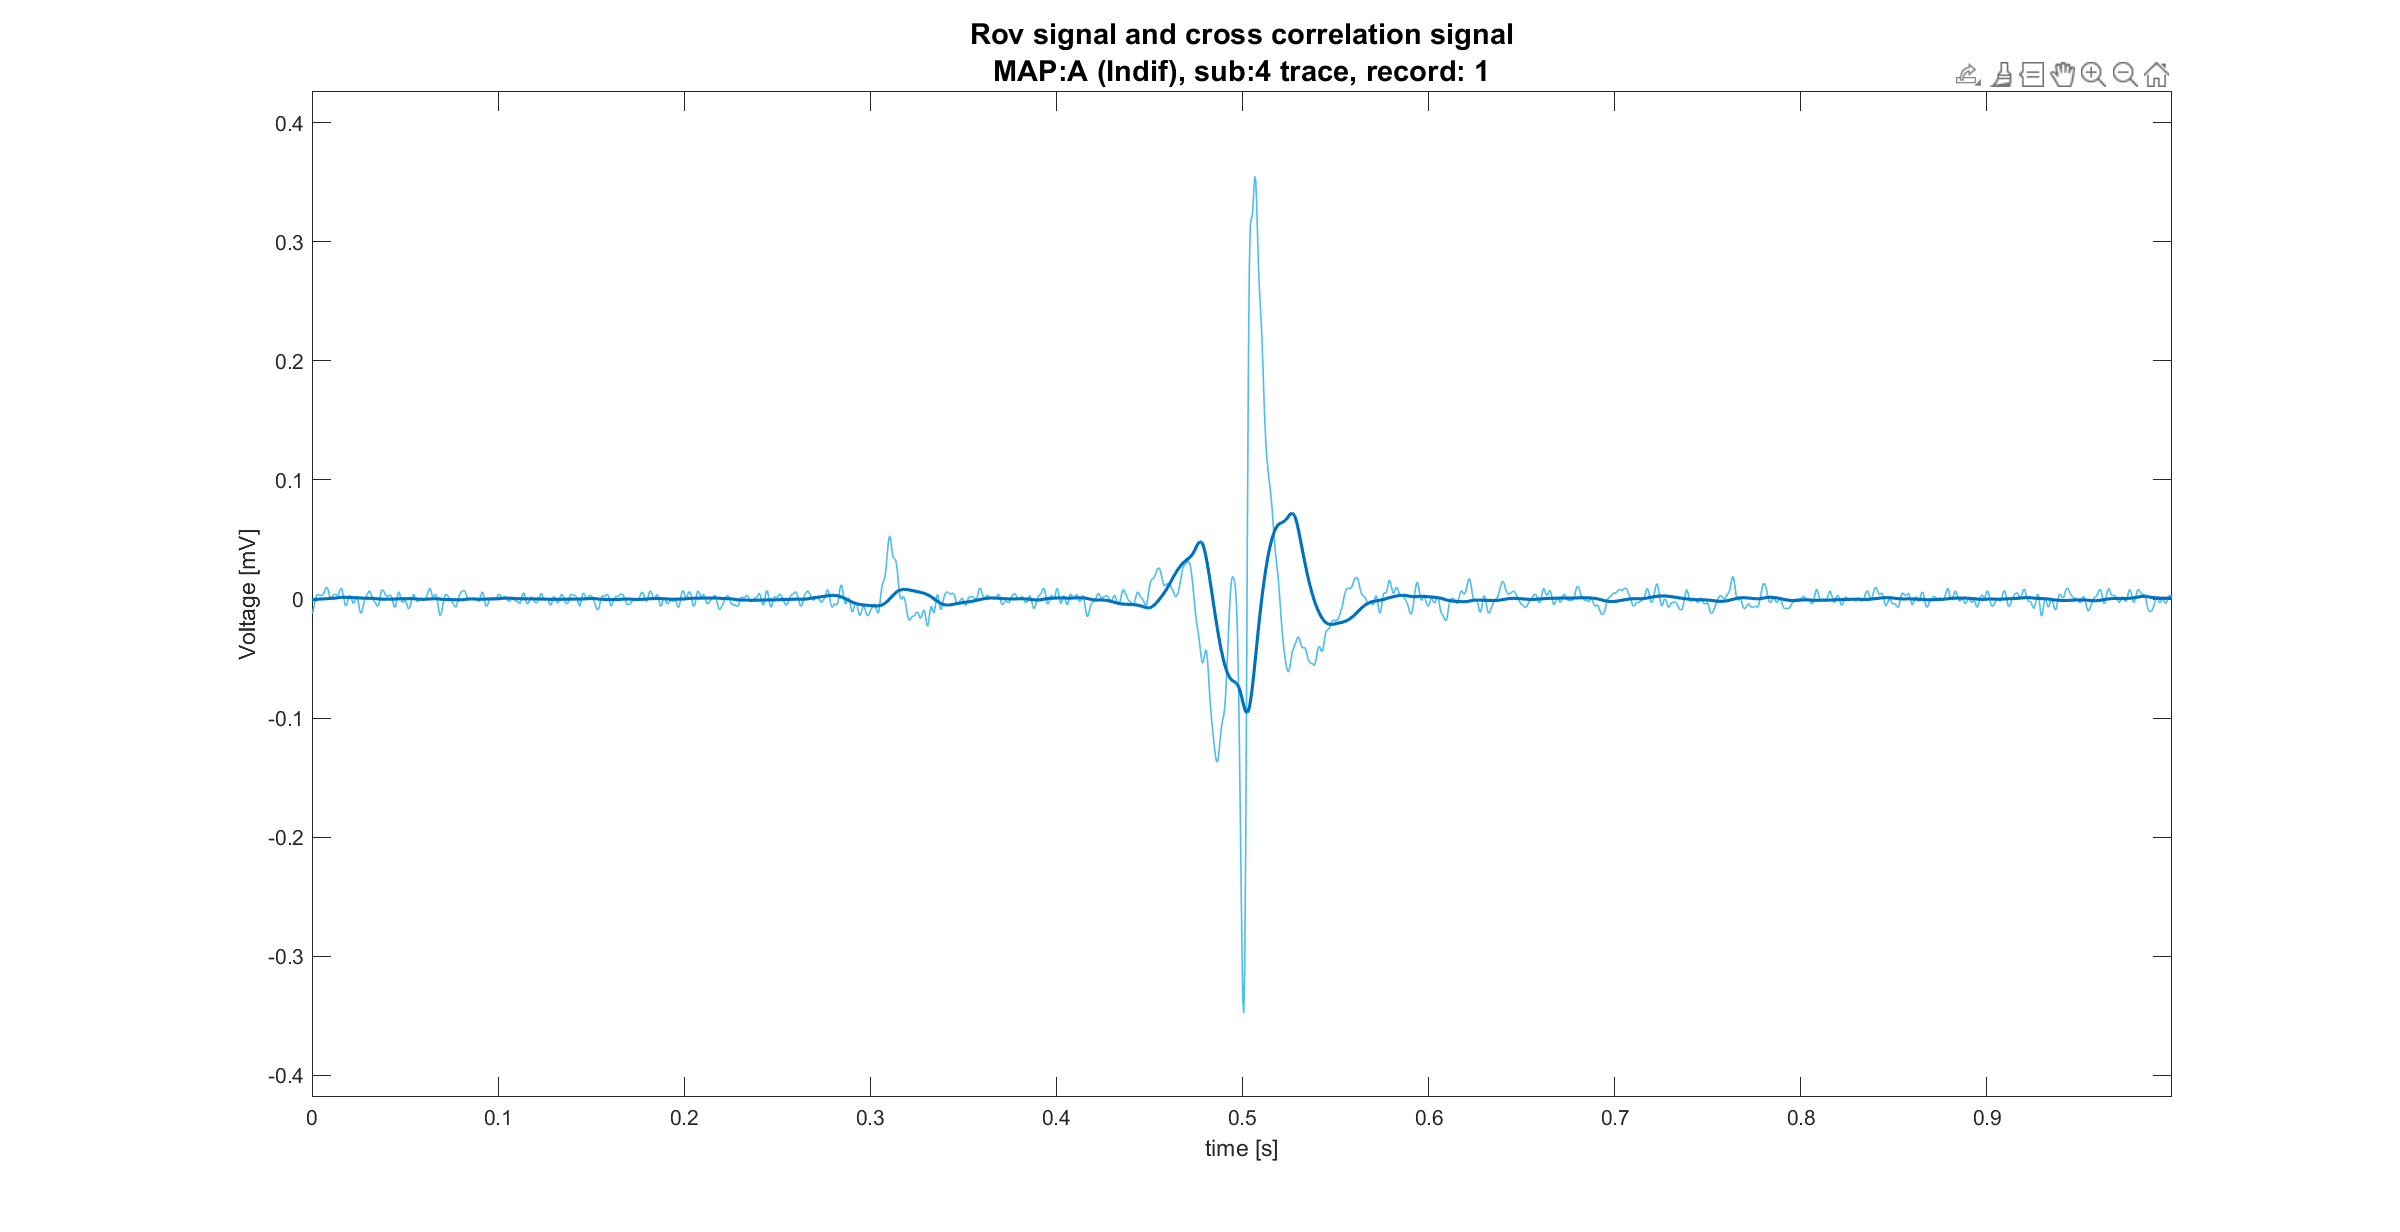 Rov signal and cross correlation signal
MAP:A (Indif), sub:4 trace, record: 1
0.4
0.3
0.2
0.1
0
-0.1
-0.2
-0.3
-0.4
Voltage [mV]
0 0.1 0.2 0.3 0.4 0.5 0.6 0.7 0.8 0.9
time [s]